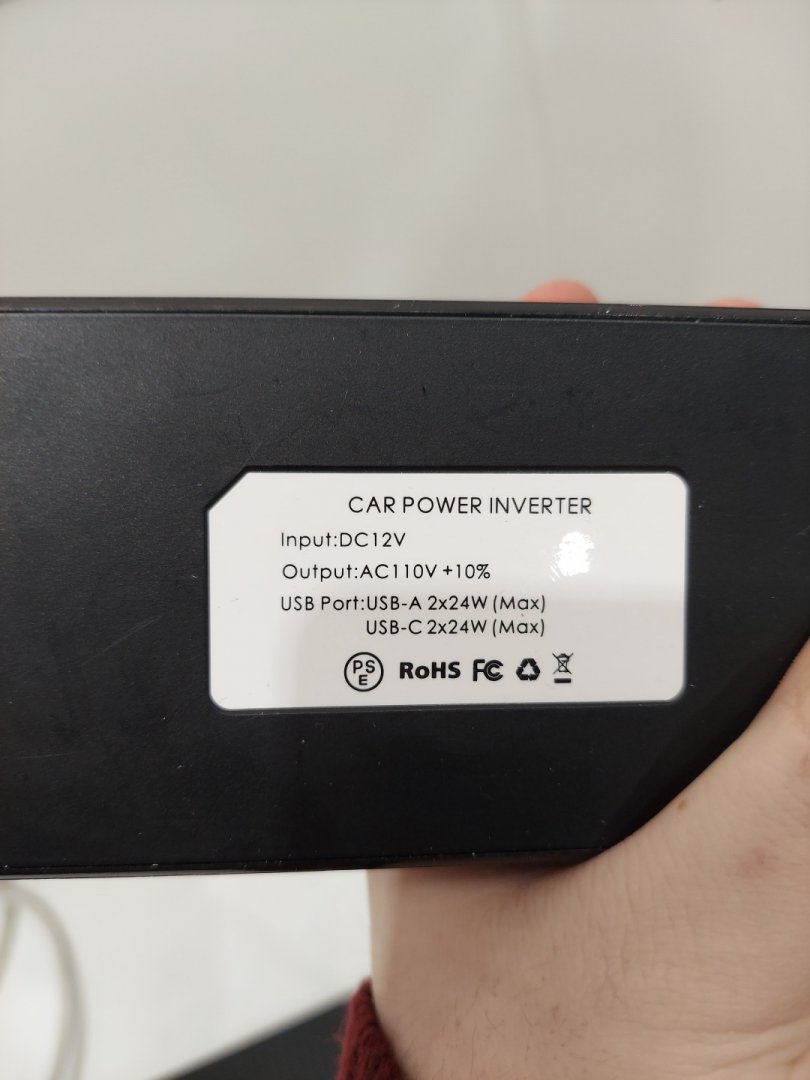 CAR POWER INVERTER
Input:DC12V
Output:AC110V +10%
USB Port:USB-A 2x24W (Max)
USB-C 2x24W (Max)
PSE RoHS FC